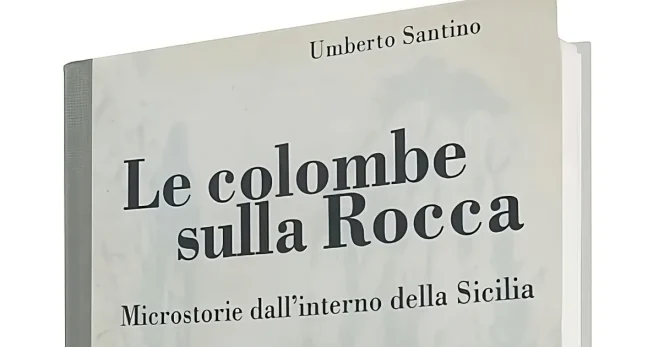 Umberto Santino
Le colombe
sulla Rocca
Microstorie dall'interno della Sicilia